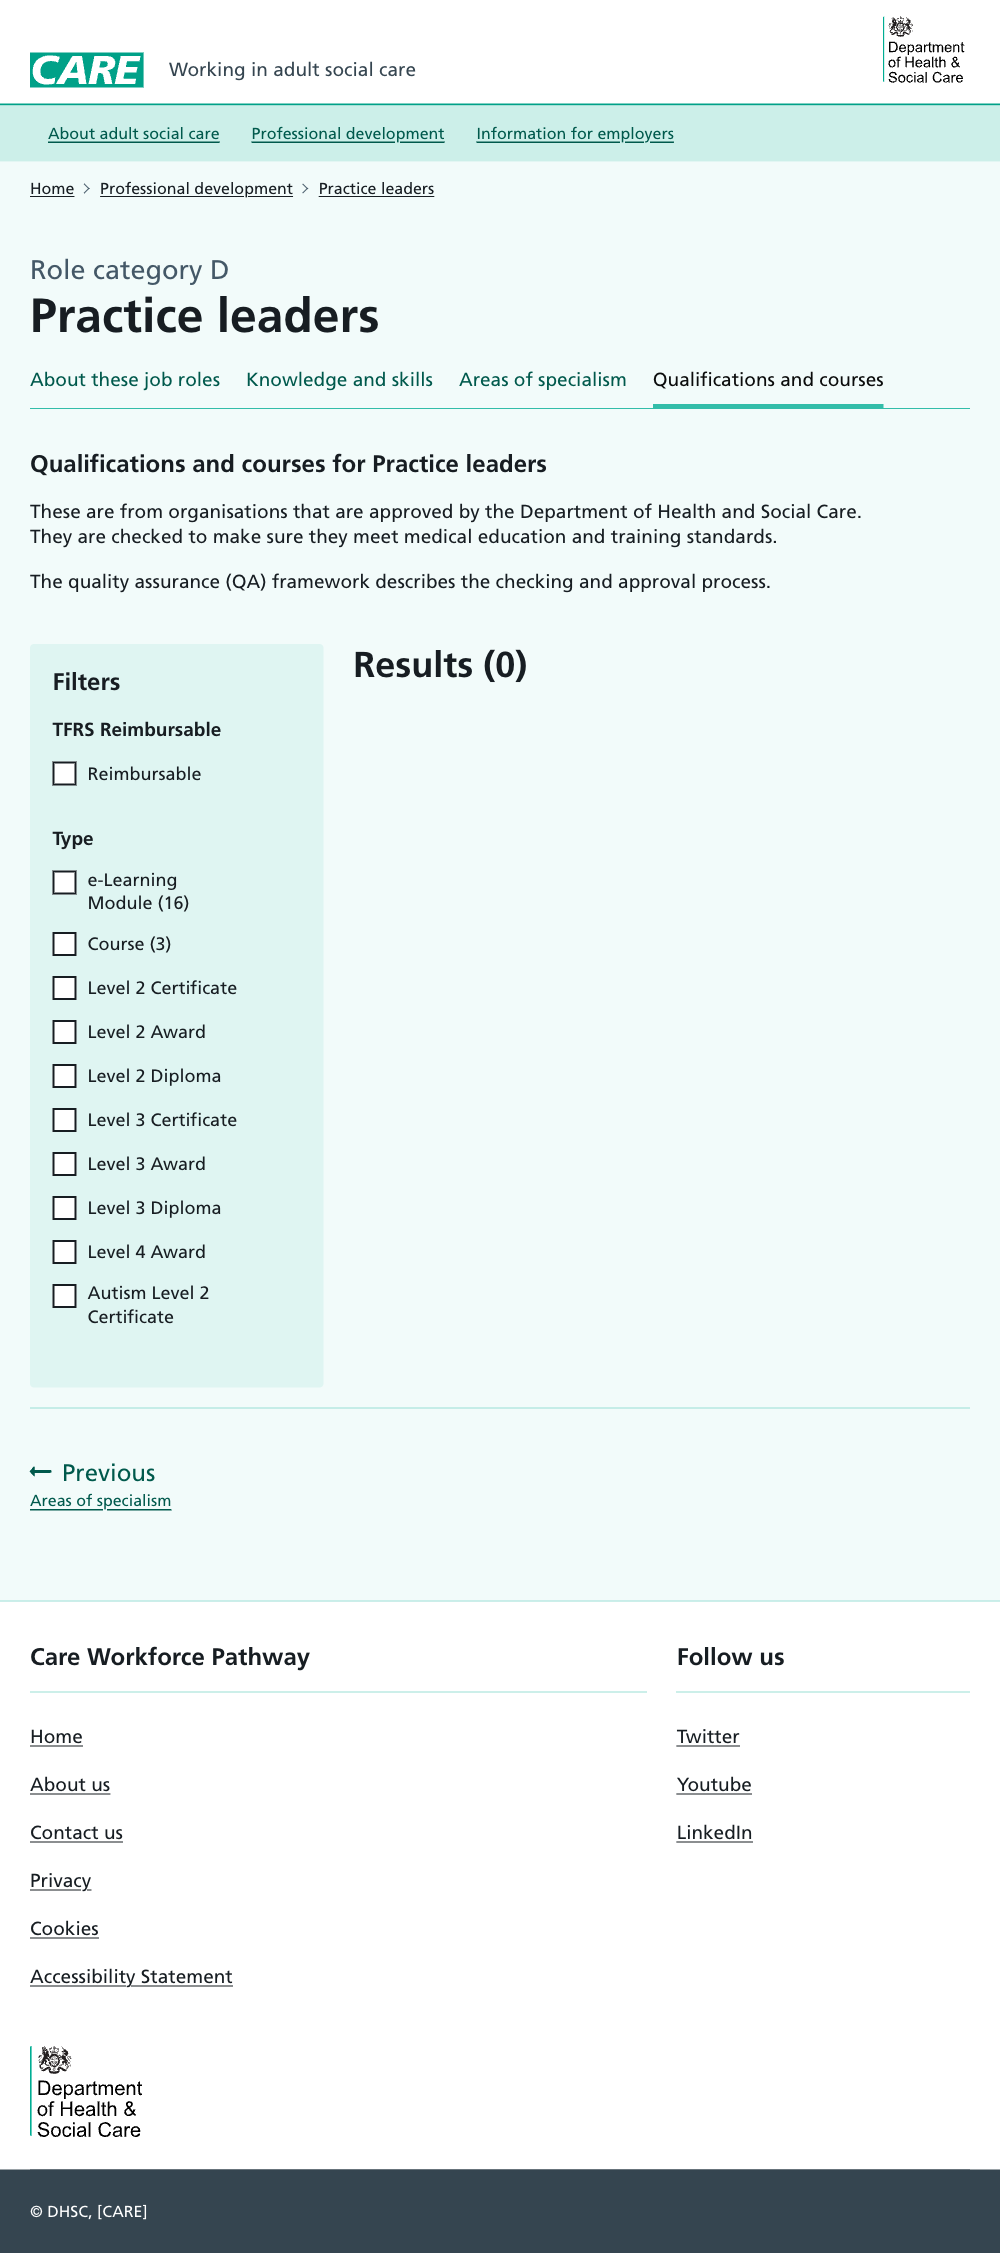 CARE
Working in adult social care
Department
of Health &
Social Care
About adult social care Professional development Information for employers
Home Professional development Practice leaders
Role category D
Practice leaders
About these job roles Knowledge and skills Areas of specialism Qualifications and courses
Qualifications and courses for Practice leaders
These are from organisations that are approved by the Department of Health and Social Care.
They are checked to make sure they meet medical education and training standards.
The quality assurance (QA) framework describes the checking and approval process.
Filters
TFRS Reimbursable
Reimbursable
Type
e-Learning
Module (16)
Course (3)
Level 2 Certificate
Level 2 Award
Level 2 Diploma
Level 3 Certificate
Level 3 Award
Level 3 Diploma
Level 4 Award
Autism Level 2
Certificate
Results (0)
Previous
Areas of specialism
Care Workforce Pathway
Home
About us
Contact us
Privacy
Cookies
Accessibility Statement
Follow us
Twitter
Youtube
LinkedIn
Department
of Health &
Social Care
© DHSC, [CARE]